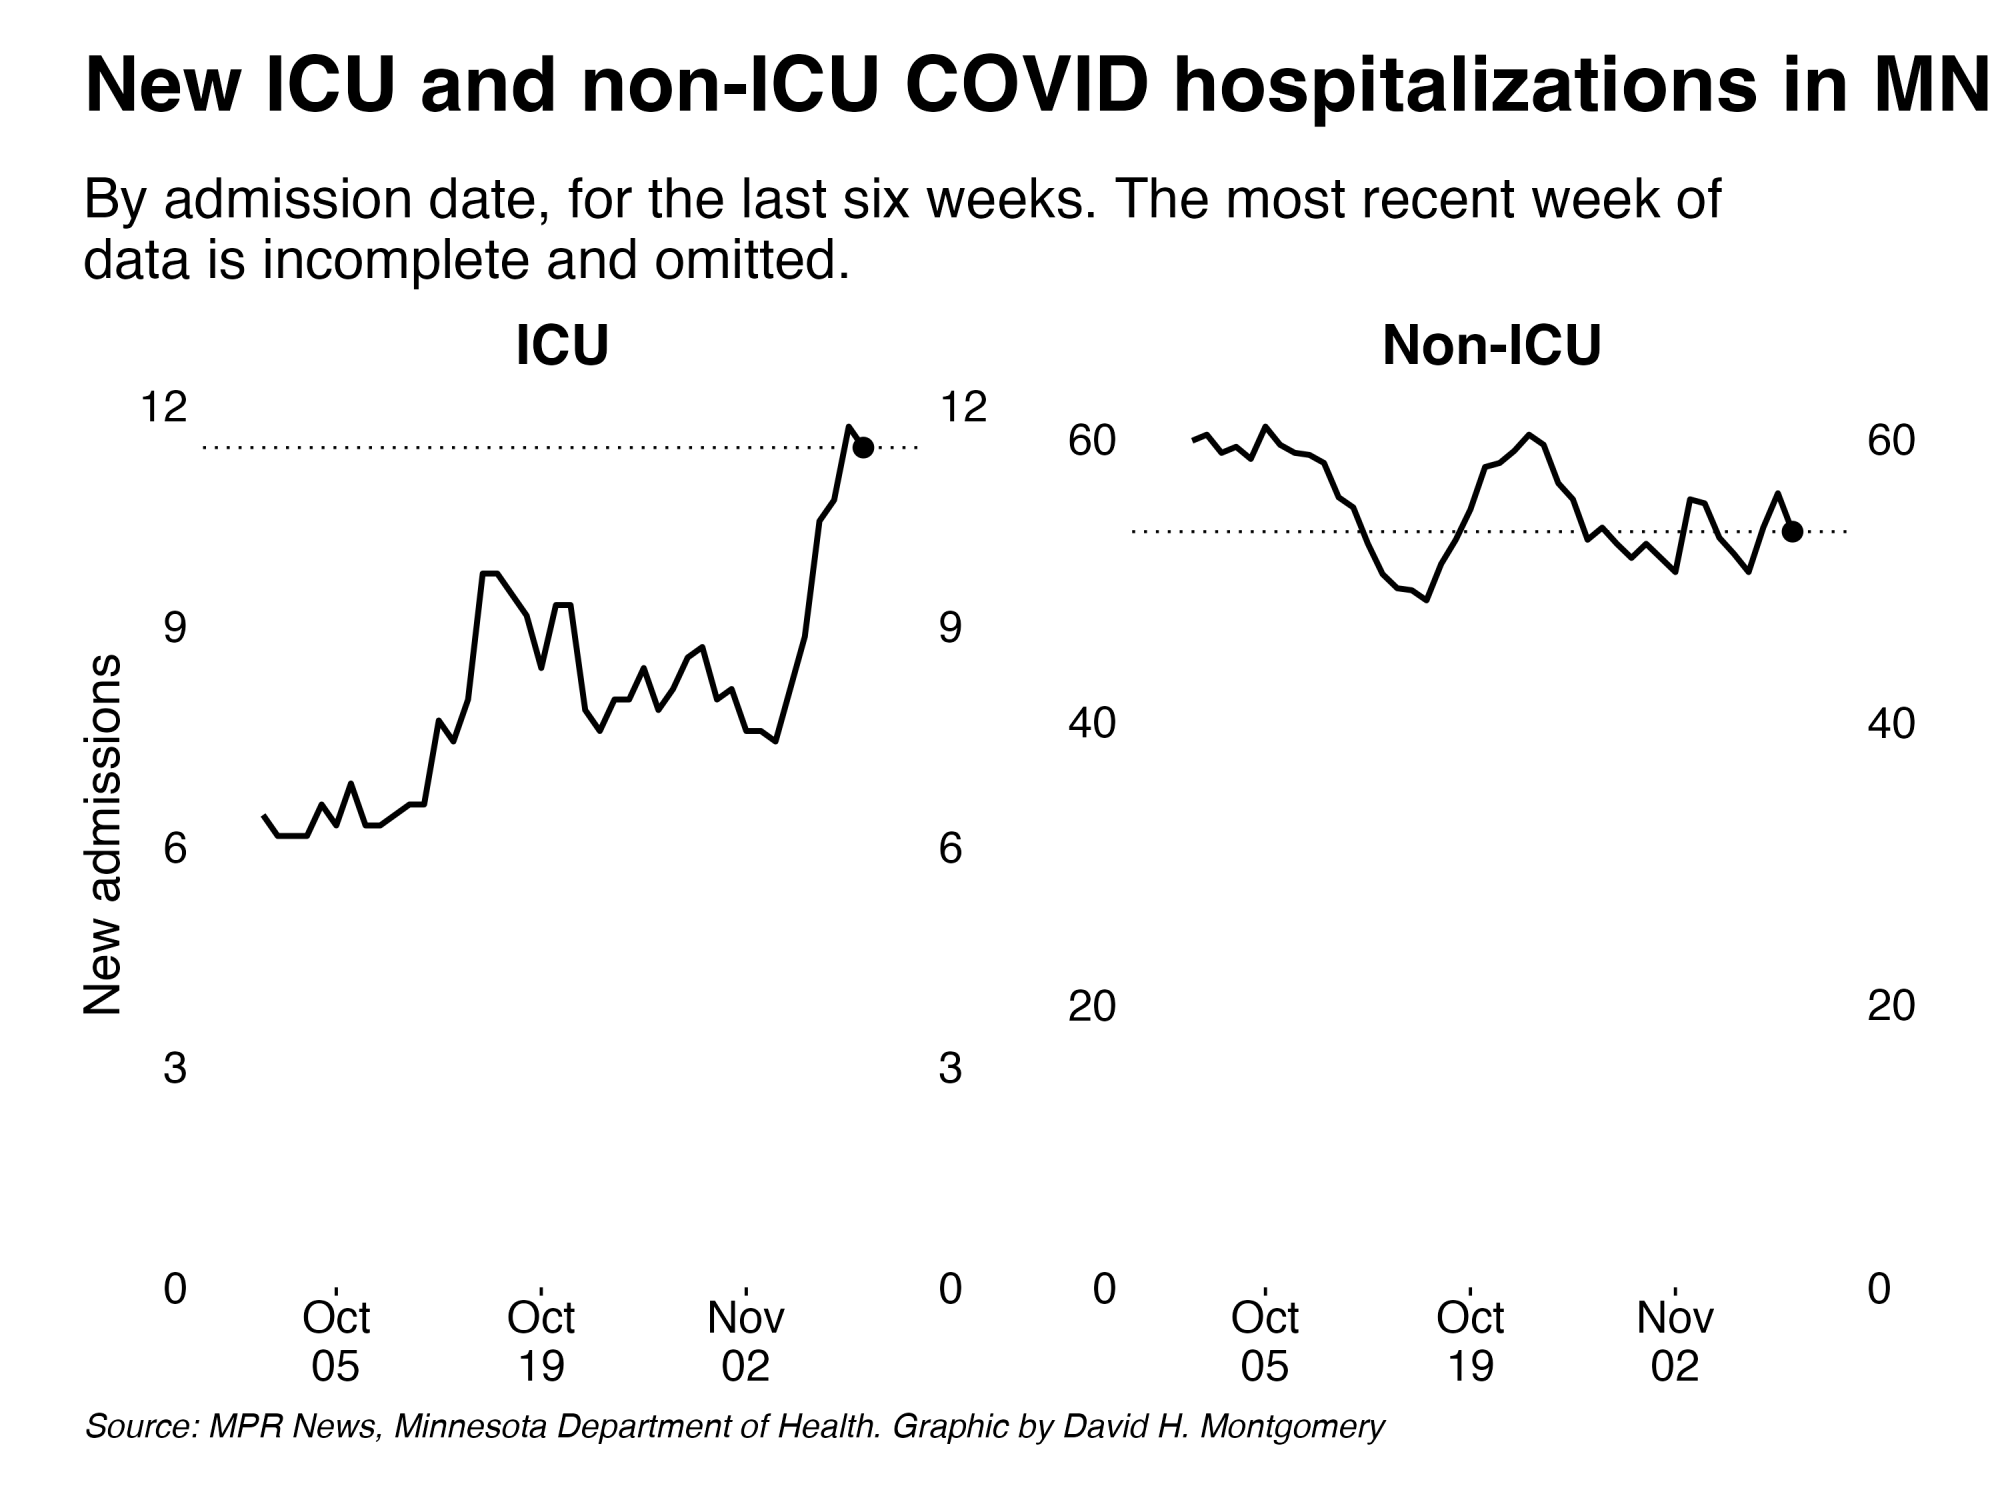 New ICU and non-ICU COVID hospitalizations in MN
By admission date, for the last six weeks. The most recent week of
data is incomplete and omitted.
ICU
New admissions
12
9
6
3
0
12
9
6
3
0
Oct
05
Oct
19
Nov
02
Non-ICU
60
40
20
0
60
40
20
0
Oct
05
Oct
19
Nov
02
Source: MPR News, Minnesota Department of Health. Graphic by David H. Montgomery